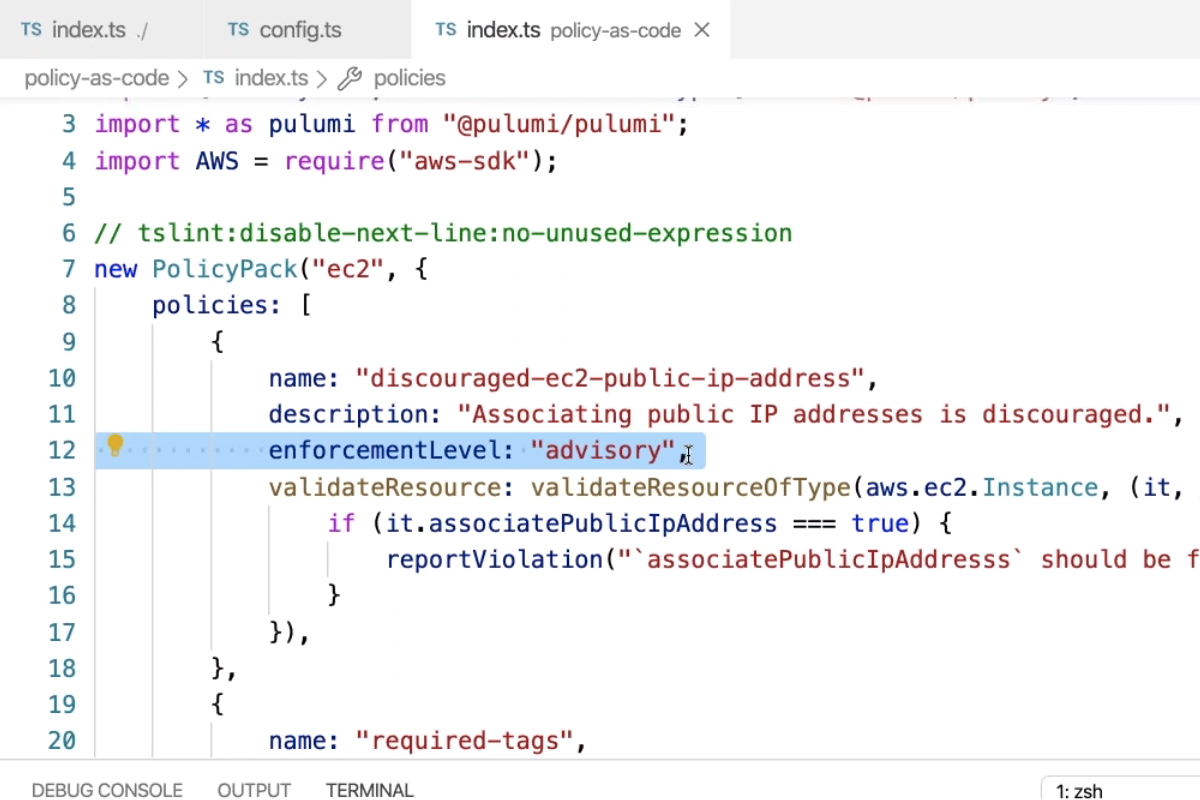 TS index.ts ./ TS config.ts TS index.ts policy-as-code ×
policy-as-code > TS index.ts > policies
3 import * as pulumi from "@pulumi/pulumi";
4 import AWS = require("aws-sdk");
5
6 // tslint:disable-next-line:no-unused-expression
7 new PolicyPack("ec2", {
8 policies: [
9 {
10 name: "discouraged-ec2-public-ip-address",
11 description: "Associating public IP addresses is discouraged.",
12 enforcementLevel: "advisory",
13 validateResource: validateResourceOfType(aws.ec2.Instance, (it,
14 if (it.associatePublicIpAddress === true) {
15 reportViolation("`associatePublicIpAddresss` should be f
16 }
17 }),
18 },
19 {
20 name: "required-tags",
DEBUG CONSOLE OUTPUT TERMINAL 1: zsh